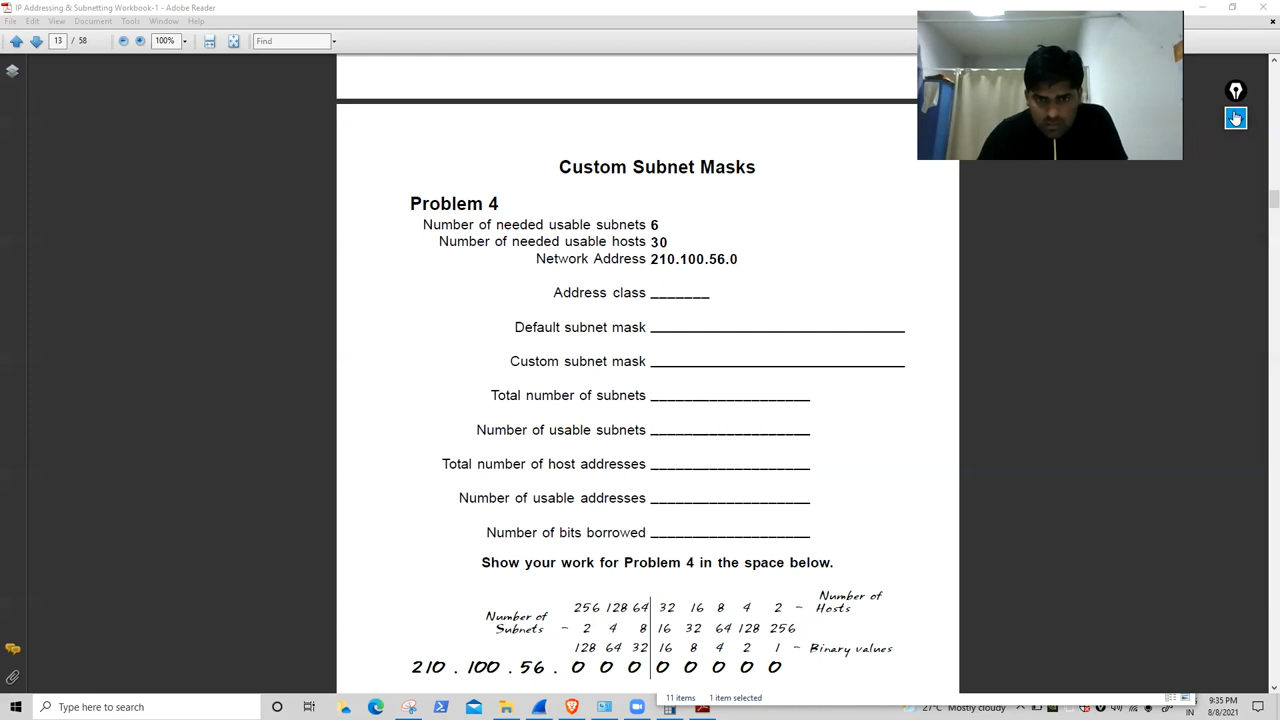 IP Addressing & Subnetting Workbook-1 - Adobe Reader
File Edit View Document Tools Window Help
13 / 58 100% Find
Custom Subnet Masks
Problem 4
Number of needed usable subnets 6
Number of needed usable hosts 30
Network Address 210.100.56.0
Address class _______
Default subnet mask
Custom subnet mask
Total number of subnets
Number of usable subnets
Total number of host addresses
Number of usable addresses
Number of bits borrowed
Show your work for Problem 4 in the space below.
256 128 64 32 16 8 4 2 - Number of Hosts
Number of Subnets - 2 4 8 16 32 64 128 256
128 64 32 16 8 4 2 1 - Binary values
210 . 100 . 56 . 0 0 0 0 0 0 0 0
11 items 1 item selected
Type here to search
27°C Mostly cloudy
IN
9:35 PM
8/8/2021